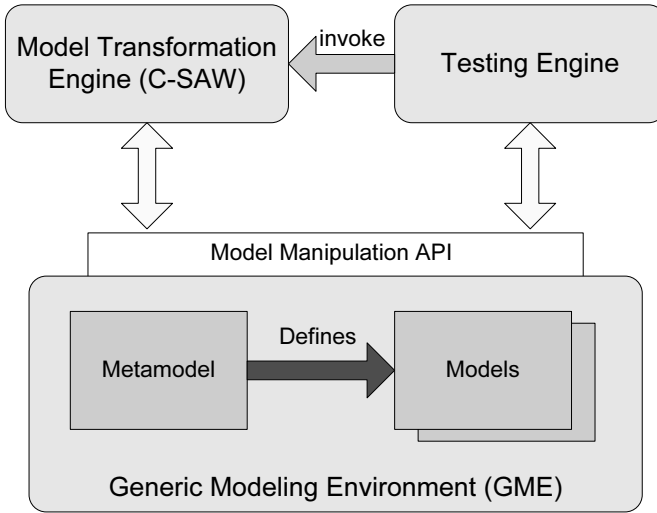 Model Transformation
Engine (C-SAW)
invoke
Testing Engine
Model Manipulation API
Metamodel
Defines
Models
Generic Modeling Environment (GME)